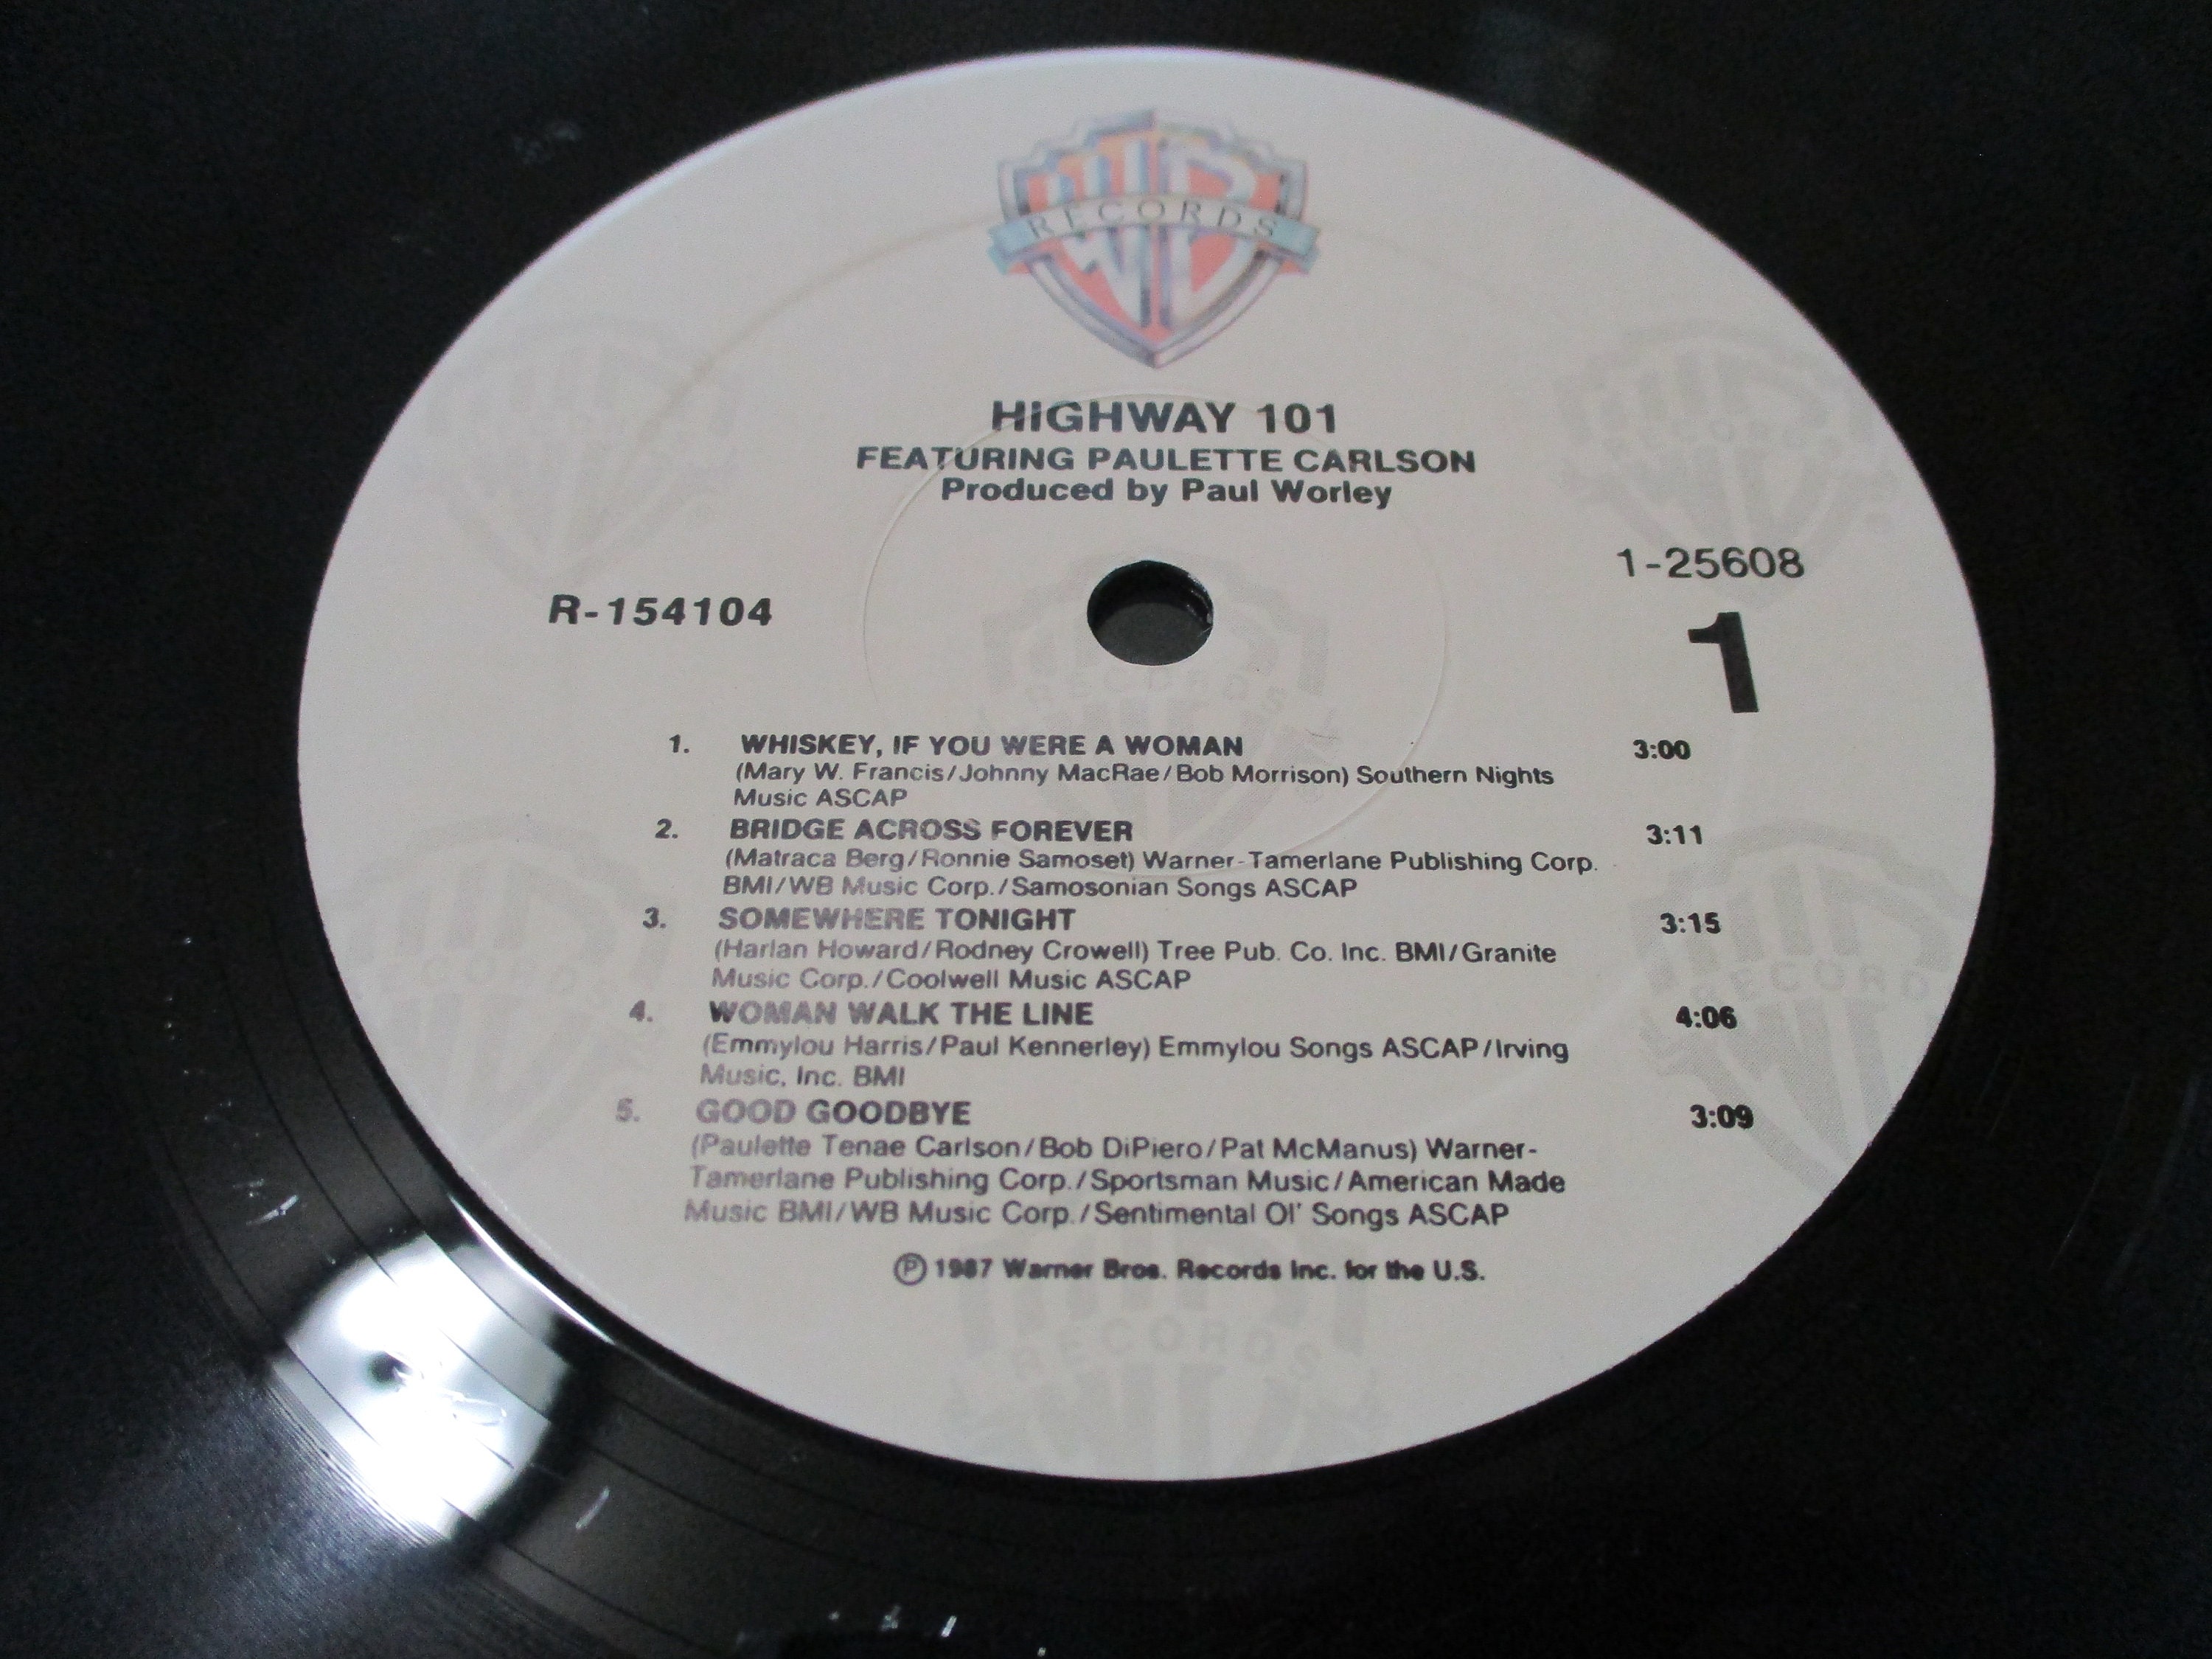 WB
RECORDS
HIGHWAY 101
FEATURING PAULETTE CARLSON
Produced by Paul Worley
R-154104
1-25608
1
1. WHISKEY, IF YOU WERE A WOMAN 3:00
(Mary W. Francis/Johnny MacRae/Bob Morrison) Southern Nights
Music ASCAP
2. BRIDGE ACROSS FOREVER 3:11
(Matraca Berg/Ronnie Samoset) Warner-Tamerlane Publishing Corp.
BMI/WB Music Corp./Samosonian Songs ASCAP
3. SOMEWHERE TONIGHT 3:15
(Harlan Howard/Rodney Crowell) Tree Pub. Co. Inc. BMI/Granite
Music Corp./Coolwell Music ASCAP
4. WOMAN WALK THE LINE 4:06
(Emmylou Harris/Paul Kennerley) Emmylou Songs ASCAP/Irving
Music, Inc. BMI
5. GOOD GOODBYE 3:09
(Paulette Tenae Carlson/Bob DiPiero/Pat McManus) Warner-
Tamerlane Publishing Corp./Sportsman Music/American Made
Music BMI/WB Music Corp./Sentimental Ol' Songs ASCAP
℗ 1987 Warner Bros. Records Inc. for the U.S.